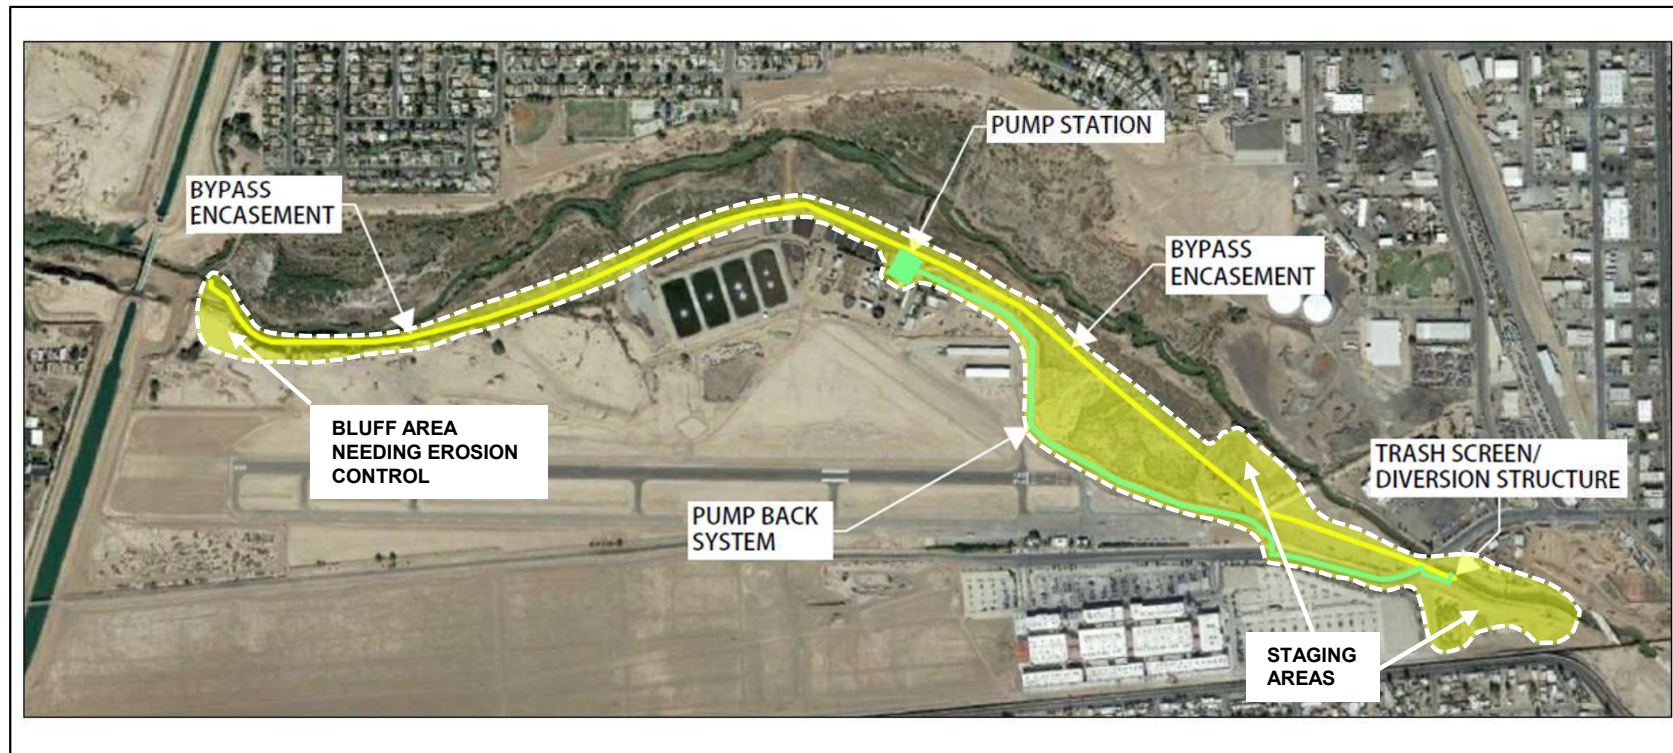 PUMP STATION
BYPASS
ENCASEMENT
BYPASS
ENCASEMENT
BLUFF AREA
NEEDING EROSION
CONTROL
TRASH SCREEN/
DIVERSION STRUCTURE
PUMP BACK
SYSTEM
STAGING
AREAS